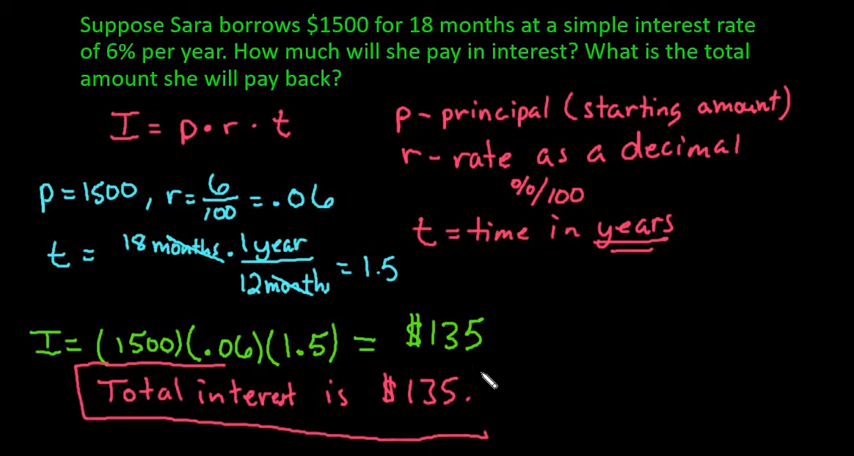 Suppose Sara borrows $1500 for 18 months at a simple interest rate
of 6% per year. How much will she pay in interest? What is the total
amount she will pay back?
I = p • r • t
p - principal (starting amount)
r - rate as a decimal
%/100
t = time in years
p = 1500, r = 6/100 = .06
t = 18 months • 1 year / 12 month = 1.5
I = (1500)(.06)(1.5) = $135
Total interest is $135.